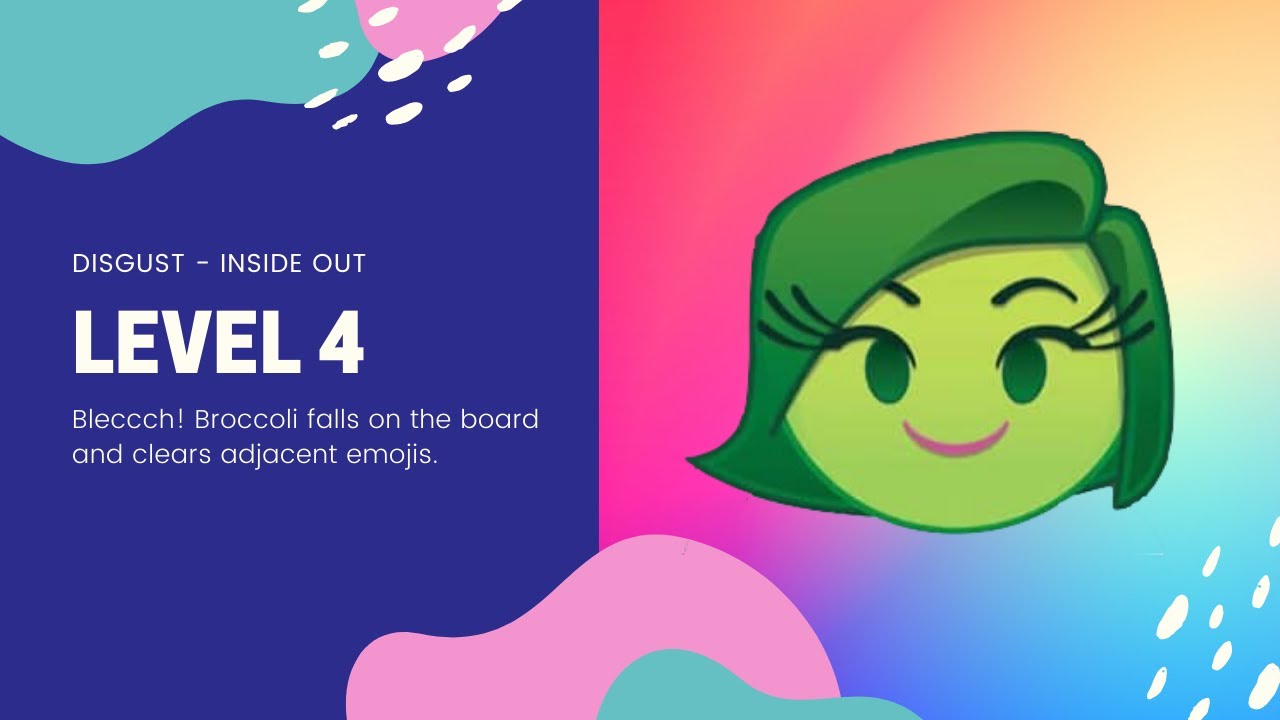 DISGUST - INSIDE OUT
LEVEL 4
Bleccch! Broccoli falls on the board
and clears adjacent emojis.